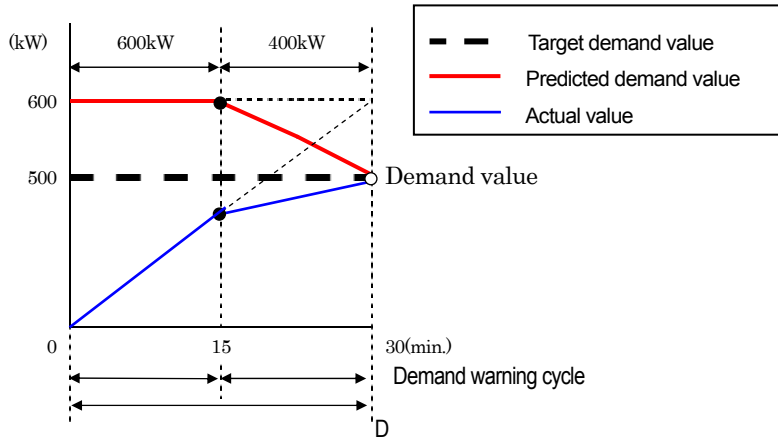 (kW)
600kW
400kW
Target demand value
Predicted demand value
Actual value
600
500
Demand value
0
15
30(min.)
Demand warning cycle
D